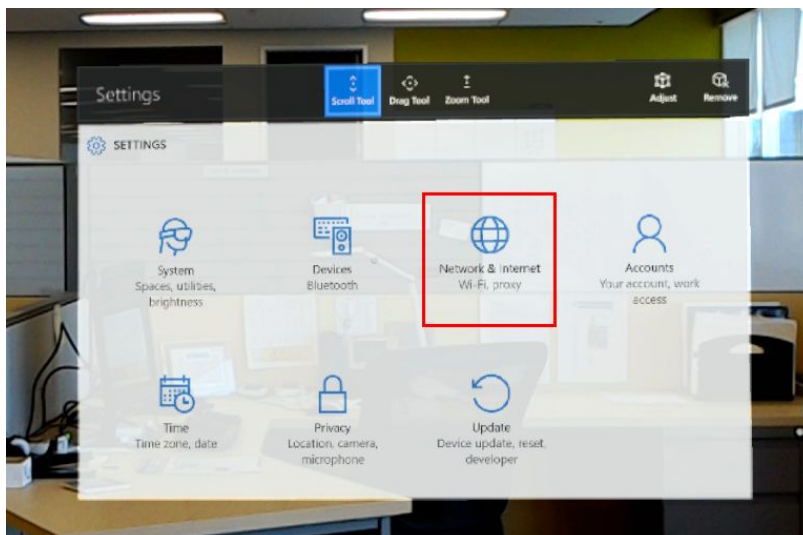 Settings
Scroll Tool
Drag Tool
Zoom Tool
Adjust
Remove
SETTINGS
System
Spaces, utilities,
brightness
Devices
Bluetooth
Network & Internet
Wi-Fi, proxy
Accounts
Your account, work
access
Time
Time zone, date
Privacy
Location, camera,
microphone
Update
Device update, reset,
developer